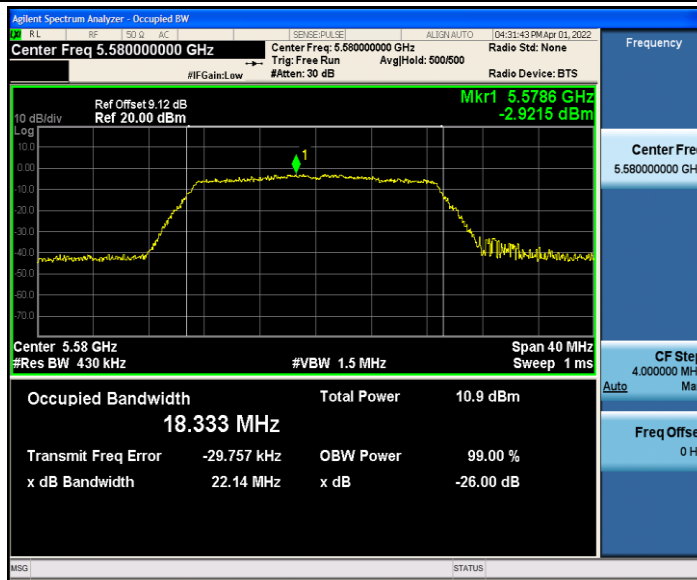 Agilent Spectrum Analyzer - Occupied BW
RL RF 50 Ω AC SENSE:PULSE ALIGN AUTO 04:31:43 PM Apr 01, 2022
Center Freq 5.580000000 GHz
Center Freq: 5.580000000 GHz Radio Std: None
Trig: Free Run Avg|Hold: 500/500
#IFGain:Low #Atten: 30 dB Radio Device: BTS
Ref Offset 9.12 dB Mkr1 5.5786 GHz
10 dB/div Ref 20.00 dBm -2.9215 dBm
Log
10.0
0.00
-10.0
-20.0
-30.0
-40.0
-50.0
-60.0
-70.0
1
Center 5.58 GHz Span 40 MHz
#Res BW 430 kHz #VBW 1.5 MHz Sweep 1 ms
Occupied Bandwidth Total Power 10.9 dBm
18.333 MHz
Transmit Freq Error -29.757 kHz OBW Power 99.00 %
x dB Bandwidth 22.14 MHz x dB -26.00 dB
MSG STATUS
Frequency
Center Fre
5.580000000 GH
CF Step
4.000000 MH
Auto Ma
Freq Offse
0 H